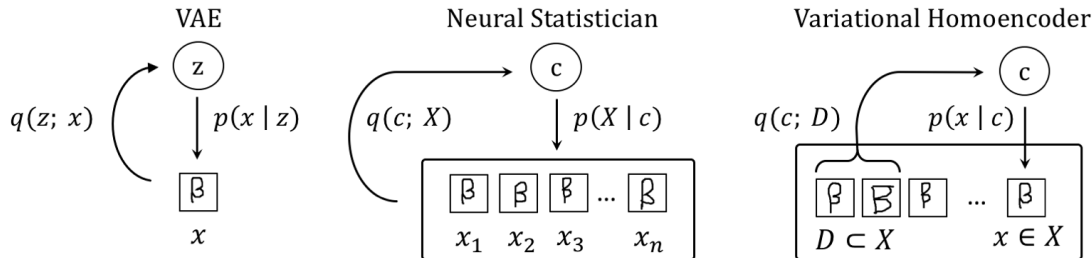 VAE
z
q(z; x)
p(x | z)
β
x
Neural Statistician
c
q(c; X)
p(X | c)
β β β ... β
x₁ x₂ x₃ xₙ
Variational Homoencoder
c
q(c; D)
p(x | c)
β β β ... β
D ⊂ X
x ∈ X